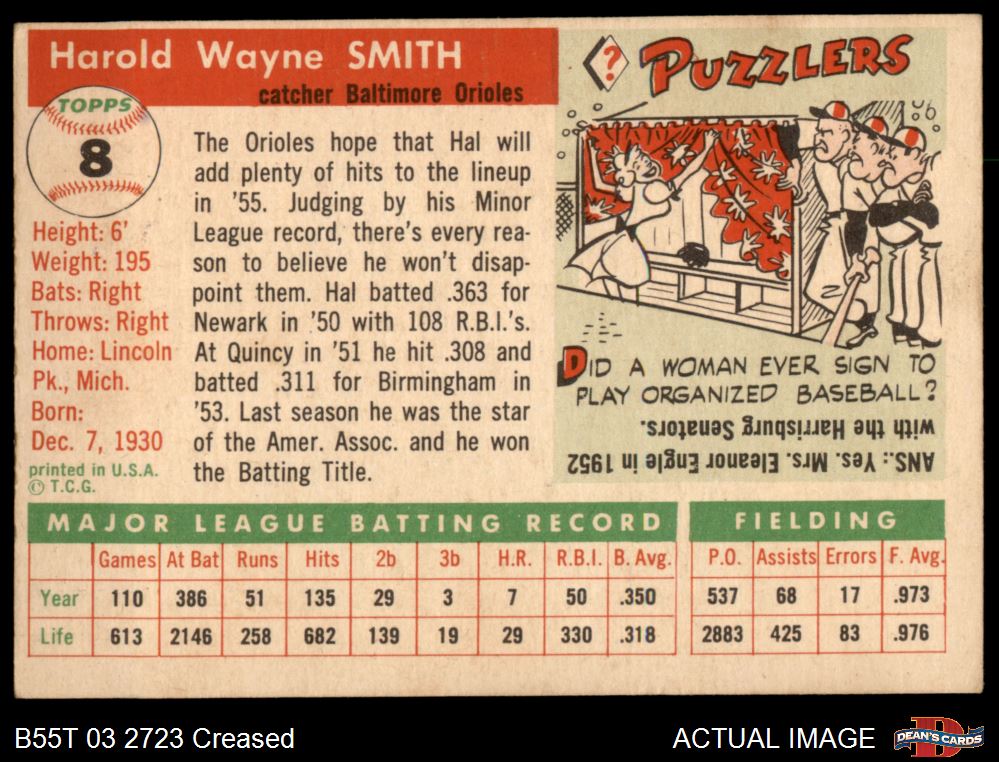 Harold Wayne SMITH
catcher Baltimore Orioles
TOPPS
8
Height: 6'
Weight: 195
Bats: Right
Throws: Right
Home: Lincoln
Pk., Mich.
Born:
Dec. 7, 1930
printed in U.S.A.
© T.C.G.
The Orioles hope that Hal will
add plenty of hits to the lineup
in '55. Judging by his Minor
League record, there's every rea-
son to believe he won't disap-
point them. Hal batted .363 for
Newark in '50 with 108 R.B.I.'s.
At Quincy in '51 he hit .308 and
batted .311 for Birmingham in
'53. Last season he was the star
of the Amer. Assoc. and he won
the Batting Title.
? PUZZLERS
DID A WOMAN EVER SIGN TO
PLAY ORGANIZED BASEBALL?
ANS.: Yes. Mrs. Eleanor Engle in 1952
with the Harrisburg Senators.
MAJOR LEAGUE BATTING RECORD
Games At Bat Runs Hits 2b 3b H.R. R.B.I. B. Avg.
Year 110 386 51 135 29 3 7 50 .350
Life 613 2146 258 682 139 19 29 330 .318
FIELDING
P.O. Assists Errors F. Avg.
537 68 17 .973
2883 425 83 .976
B55T 03 2723 Creased
ACTUAL IMAGE
D
DEAN'S CARDS